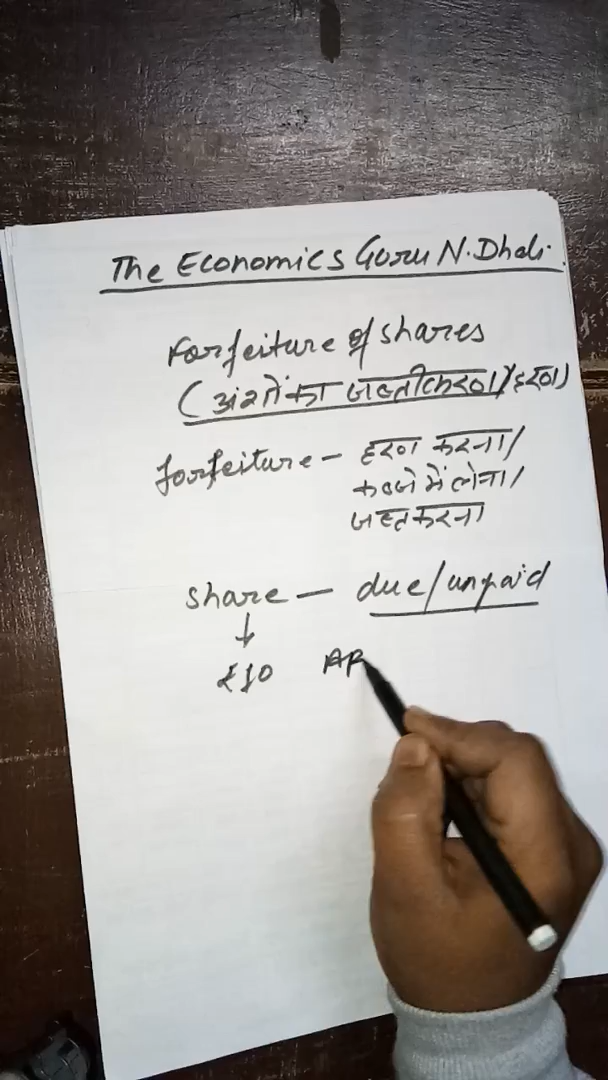 The Economics Guru N. Dhali.
Forfeiture of shares
(अंशों का जब्तीकरण/हरण)
forfeiture – हरण करना/
कब्जे में लेना/
जब्त करना
share – due/unpaid
↓
₹10 AP